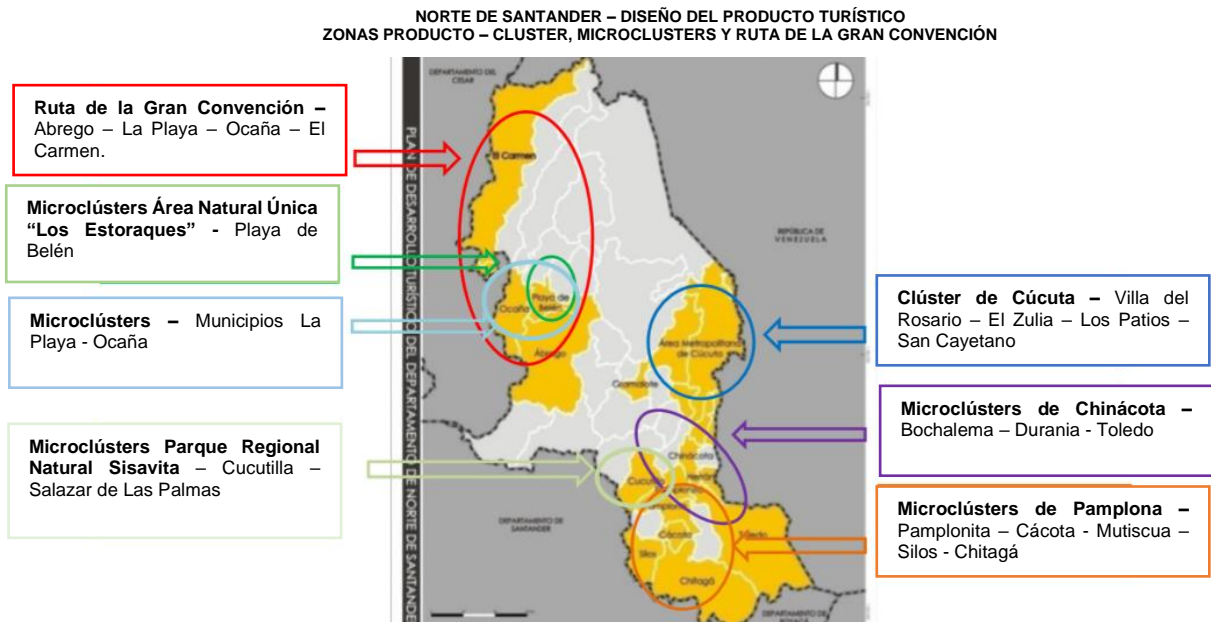 NORTE DE SANTANDER – DISEÑO DEL PRODUCTO TURÍSTICO
ZONAS PRODUCTO – CLUSTER, MICROCLUSTERS Y RUTA DE LA GRAN CONVENCIÓN
Ruta de la Gran Convención –
Abrego – La Playa – Ocaña – El
Carmen.
Microclústers Área Natural Única
“Los Estoraques” - Playa de
Belén
Microclústers – Municipios La
Playa - Ocaña
Microclústers Parque Regional
Natural Sisavita – Cucutilla –
Salazar de Las Palmas
PLAN DE DESARROLLO TURÍSTICO DEL DEPARTAMENTO DE NORTE DE SANTANDER
DEPARTAMENTO DEL
CESAR
El Carmen
REPÚBLICA DE
VENEZUELA
Playa de
Belén
Ocaña
Ábrego
Área Metropolitana
de Cúcuta
Gramalote
Chinácota
Cucutilla
DEPARTAMENTO DE
SANTANDER
Cácota
Toledo
Silos
Chitagá
DEPARTAMENTO DE
Clúster de Cúcuta – Villa del
Rosario – El Zulia – Los Patios –
San Cayetano
Microclústers de Chinácota –
Bochalema – Durania - Toledo
Microclústers de Pamplona –
Pamplonita – Cácota - Mutiscua –
Silos - Chitagá